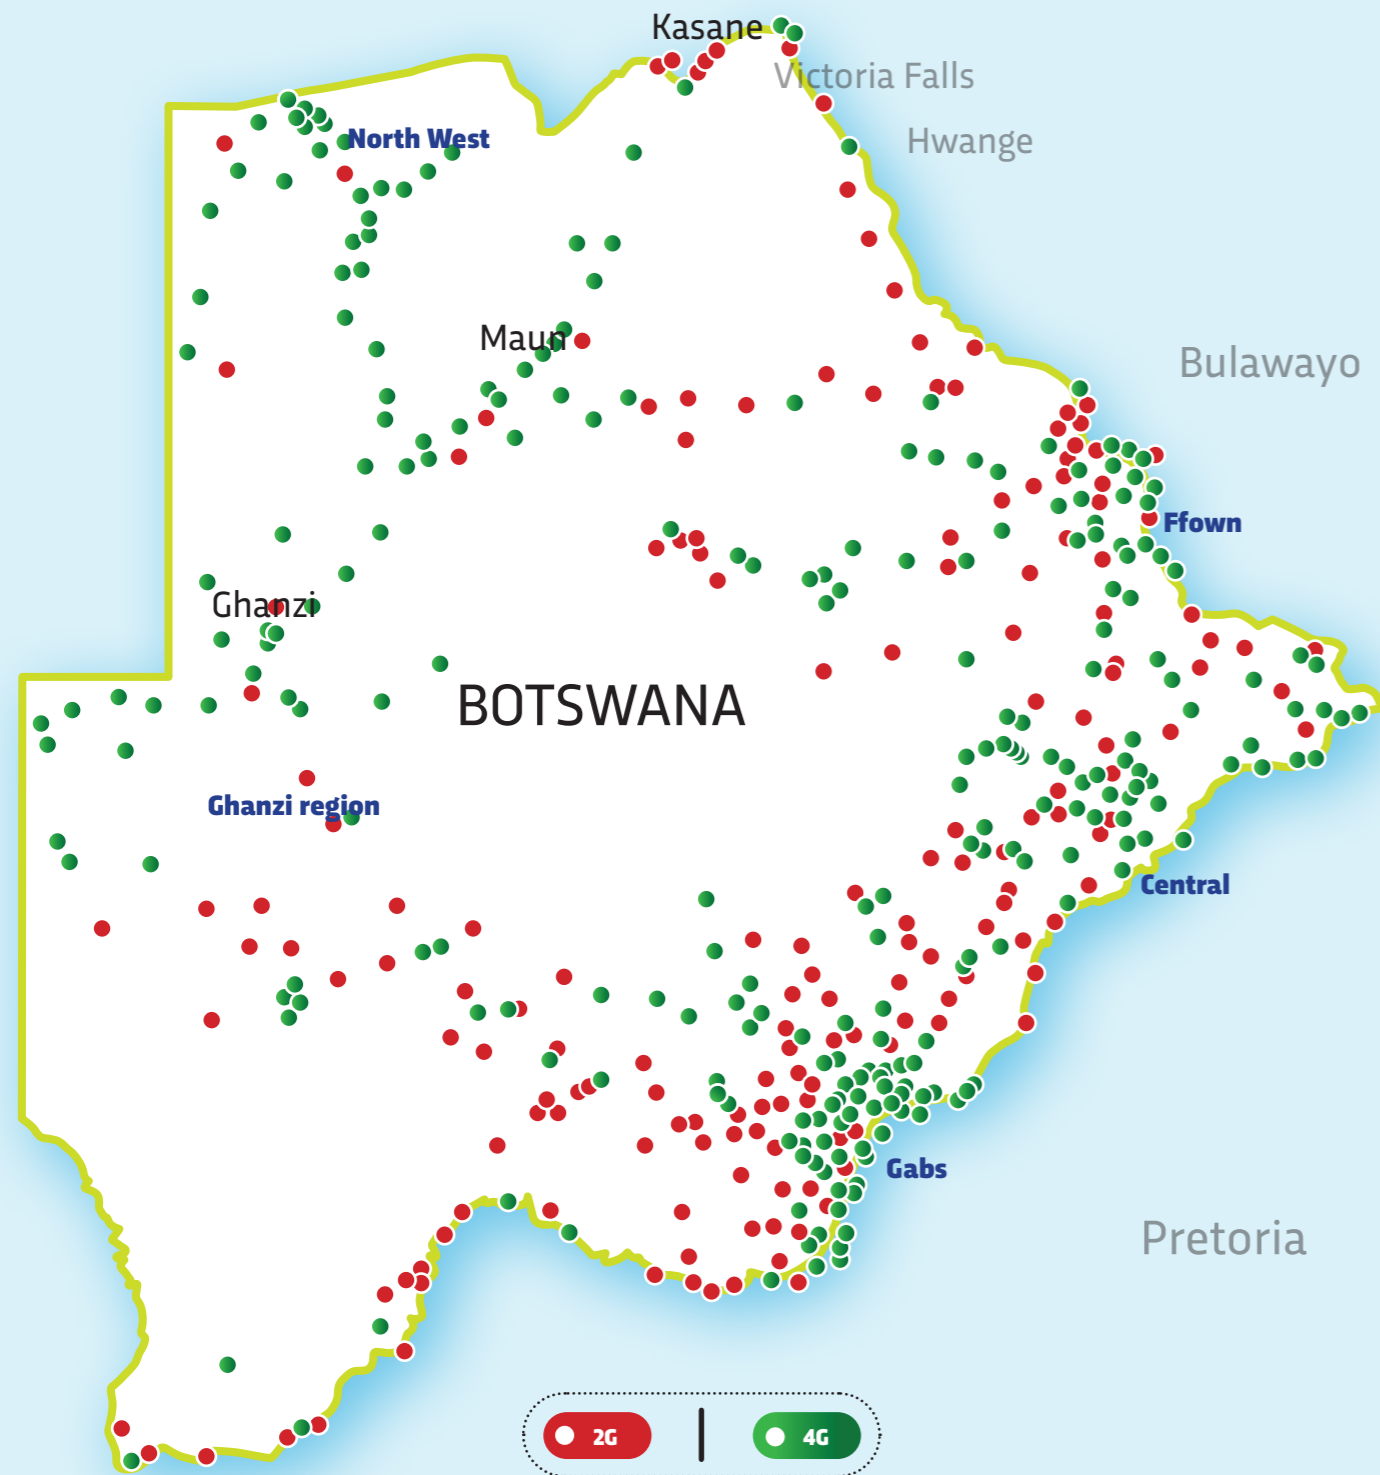 Kasane
Victoria Falls
North West
Hwange
Maun
Bulawayo
Ffown
Ghanzi
BOTSWANA
Ghanzi region
Central
Gabs
Pretoria
2G
4G